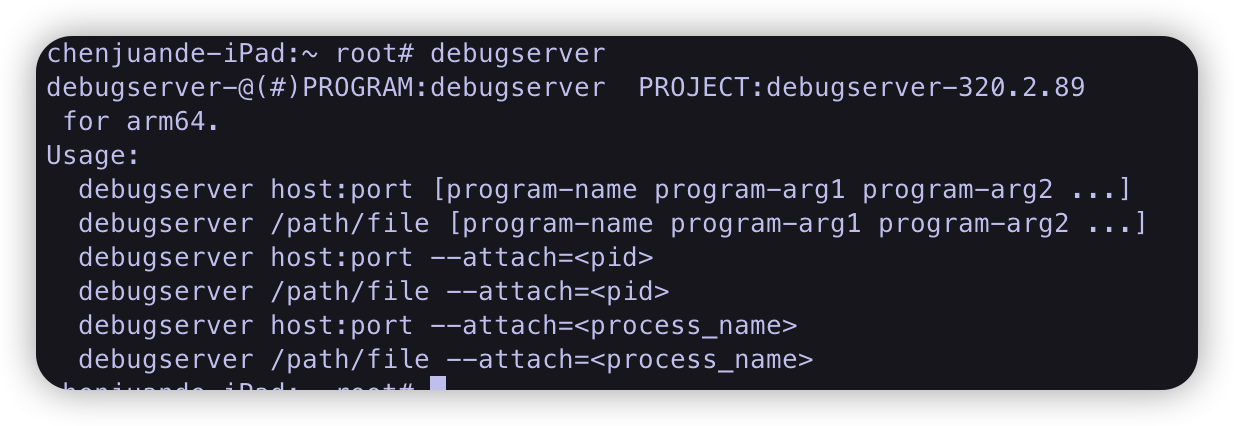 chenjuande-iPad:~ root# debugserver
debugserver-@(#)PROGRAM:debugserver  PROJECT:debugserver-320.2.89
 for arm64.
Usage:
  debugserver host:port [program-name program-arg1 program-arg2 ...]
  debugserver /path/file [program-name program-arg1 program-arg2 ...]
  debugserver host:port --attach=<pid>
  debugserver /path/file --attach=<pid>
  debugserver host:port --attach=<process_name>
  debugserver /path/file --attach=<process_name>
chenjuande-iPad:~ root#